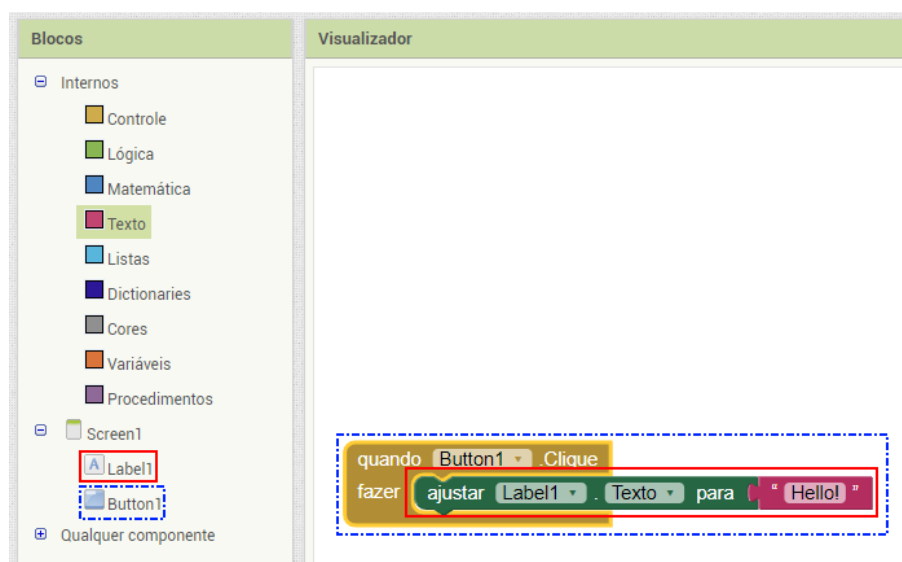 Blocos
Internos
Controle
Lógica
Matemática
Texto
Listas
Dictionaries
Cores
Variáveis
Procedimentos
Screen1
A Label1
Button1
Qualquer componente
Visualizador
quando Button1 .Clique
fazer ajustar Label1 . Texto para " Hello! "